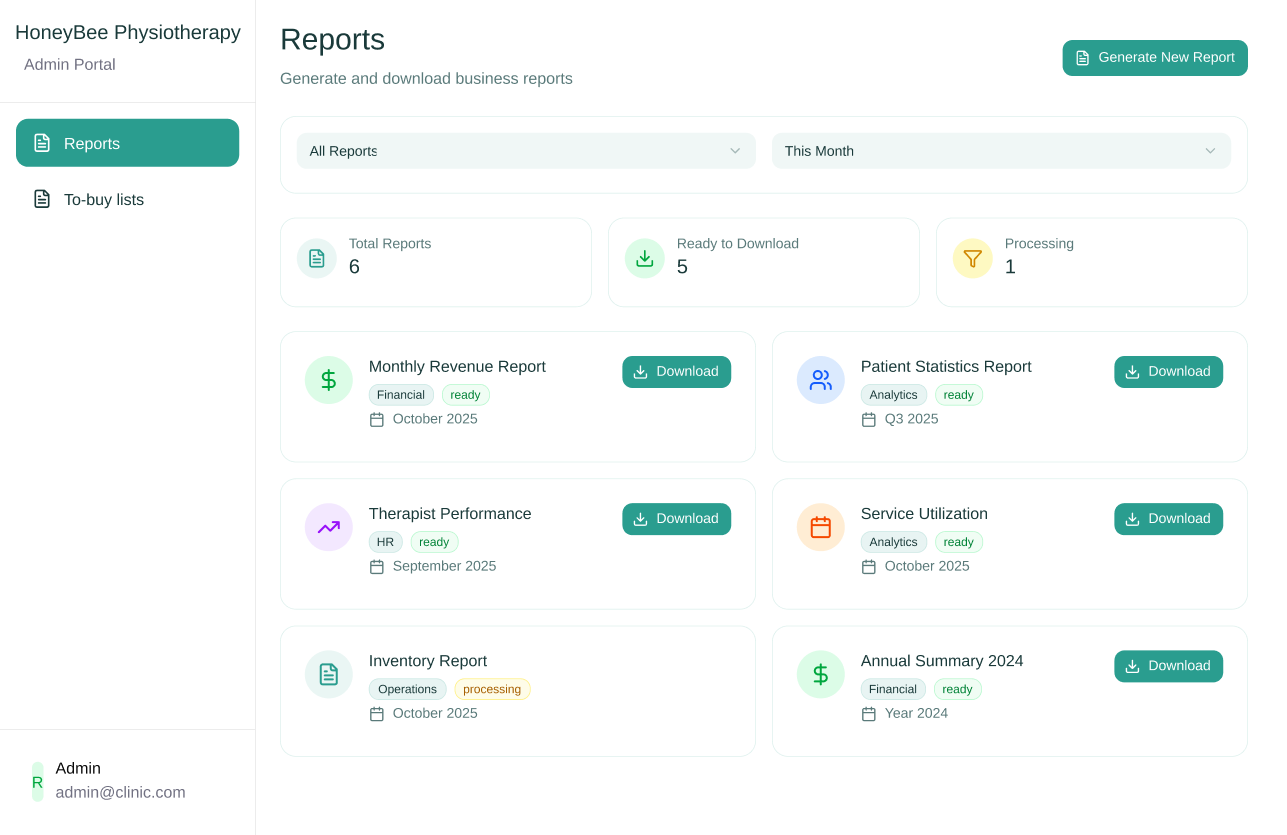 HoneyBee Physiotherapy
Admin Portal
Reports
To-buy lists
Admin
R
admin@clinic.com
Reports
Generate and download business reports
Generate New Report
All Reports
This Month
Total Reports
6
Ready to Download
5
Processing
1
Monthly Revenue Report
Download
Financial
ready
October 2025
Patient Statistics Report
Download
Analytics
ready
Q3 2025
Therapist Performance
Download
HR
ready
September 2025
Service Utilization
Download
Analytics
ready
October 2025
Inventory Report
Operations
processing
October 2025
Annual Summary 2024
Download
Financial
ready
Year 2024